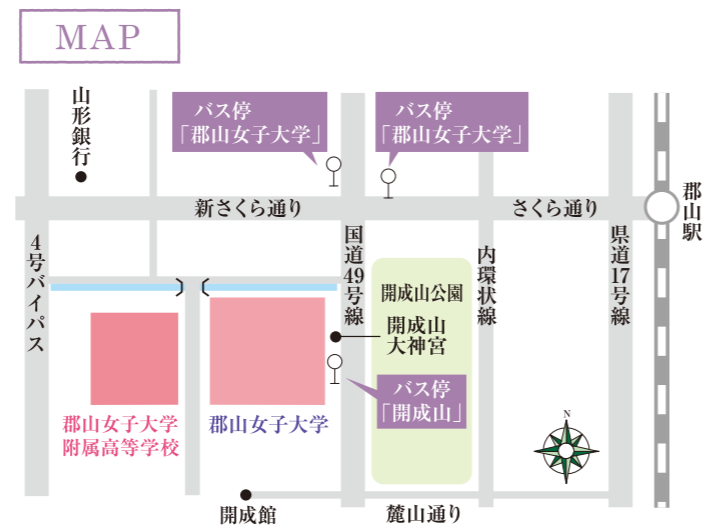 MAP
山形銀行
バス停
「郡山女子大学」
バス停
「郡山女子大学」
新さくら通り
さくら通り
郡山駅
4号バイパス
国道49号線
内環状線
県道17号線
開成山公園
開成山
大神宮
バス停
「開成山」
郡山女子大学
附属高等学校
郡山女子大学
N
開成館
麓山通り